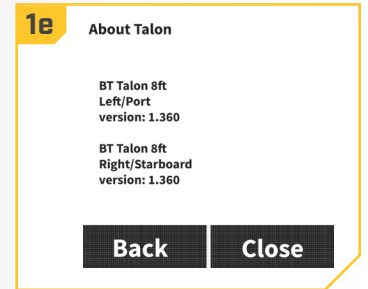 1e
About Talon
BT Talon 8ft
Left/Port
version: 1.360
BT Talon 8ft
Right/Starboard
version: 1.360
Back
Close